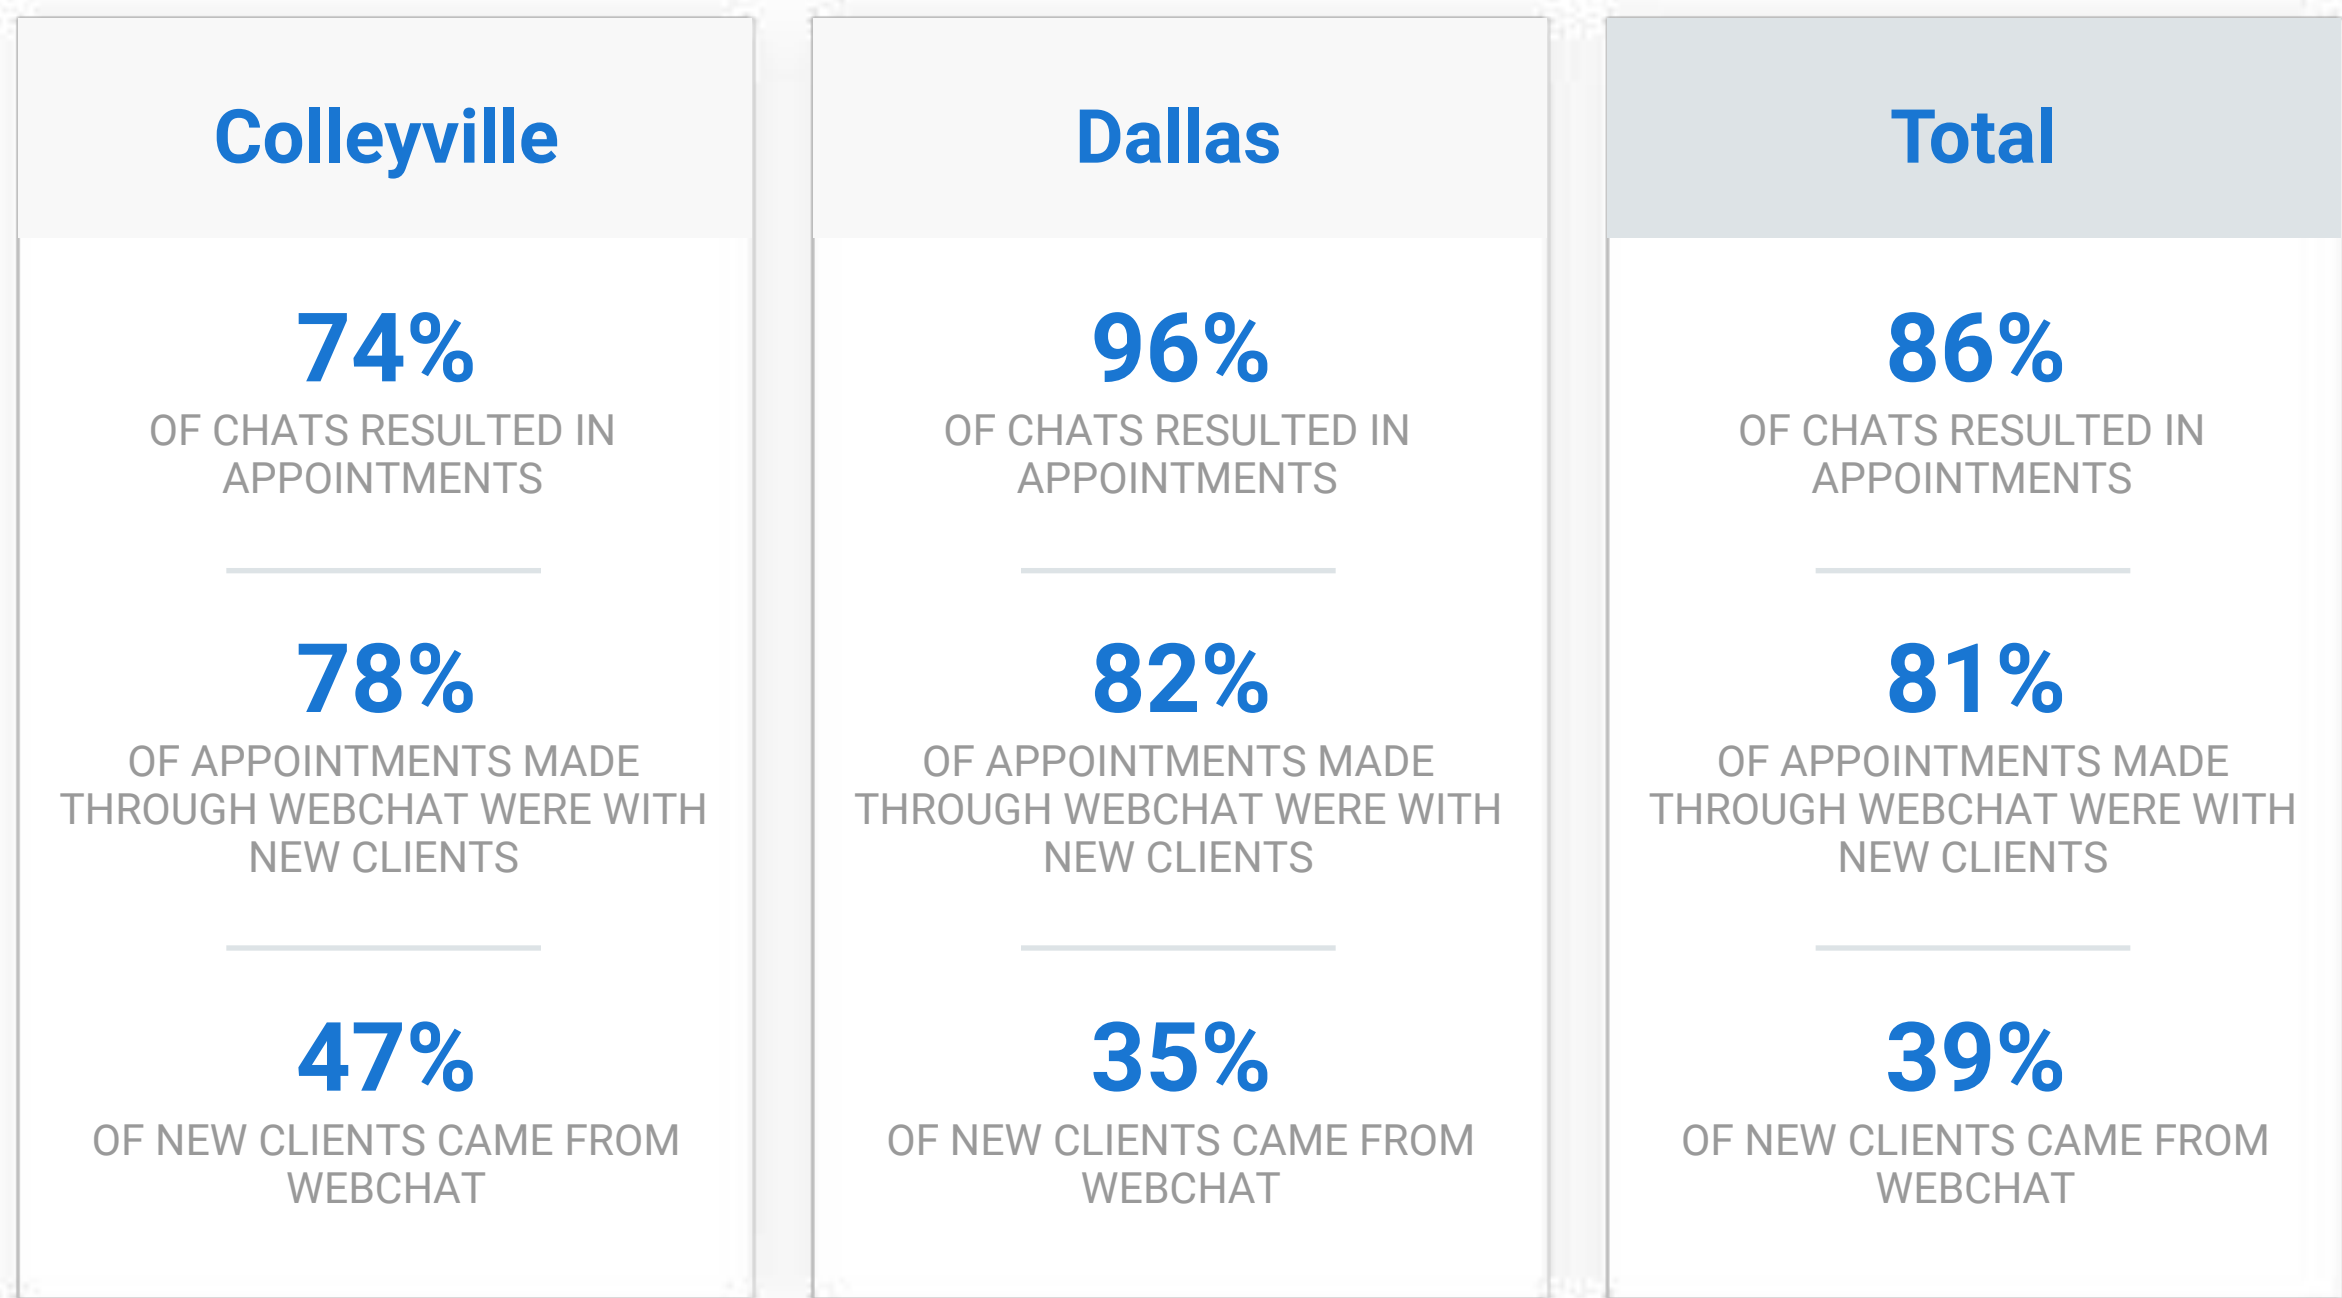 Colleyville
74%
OF CHATS RESULTED IN
APPOINTMENTS
78%
OF APPOINTMENTS MADE
THROUGH WEBCHAT WERE WITH
NEW CLIENTS
47%
OF NEW CLIENTS CAME FROM
WEBCHAT
Dallas
96%
OF CHATS RESULTED IN
APPOINTMENTS
82%
OF APPOINTMENTS MADE
THROUGH WEBCHAT WERE WITH
NEW CLIENTS
35%
OF NEW CLIENTS CAME FROM
WEBCHAT
Total
86%
OF CHATS RESULTED IN
APPOINTMENTS
81%
OF APPOINTMENTS MADE
THROUGH WEBCHAT WERE WITH
NEW CLIENTS
39%
OF NEW CLIENTS CAME FROM
WEBCHAT